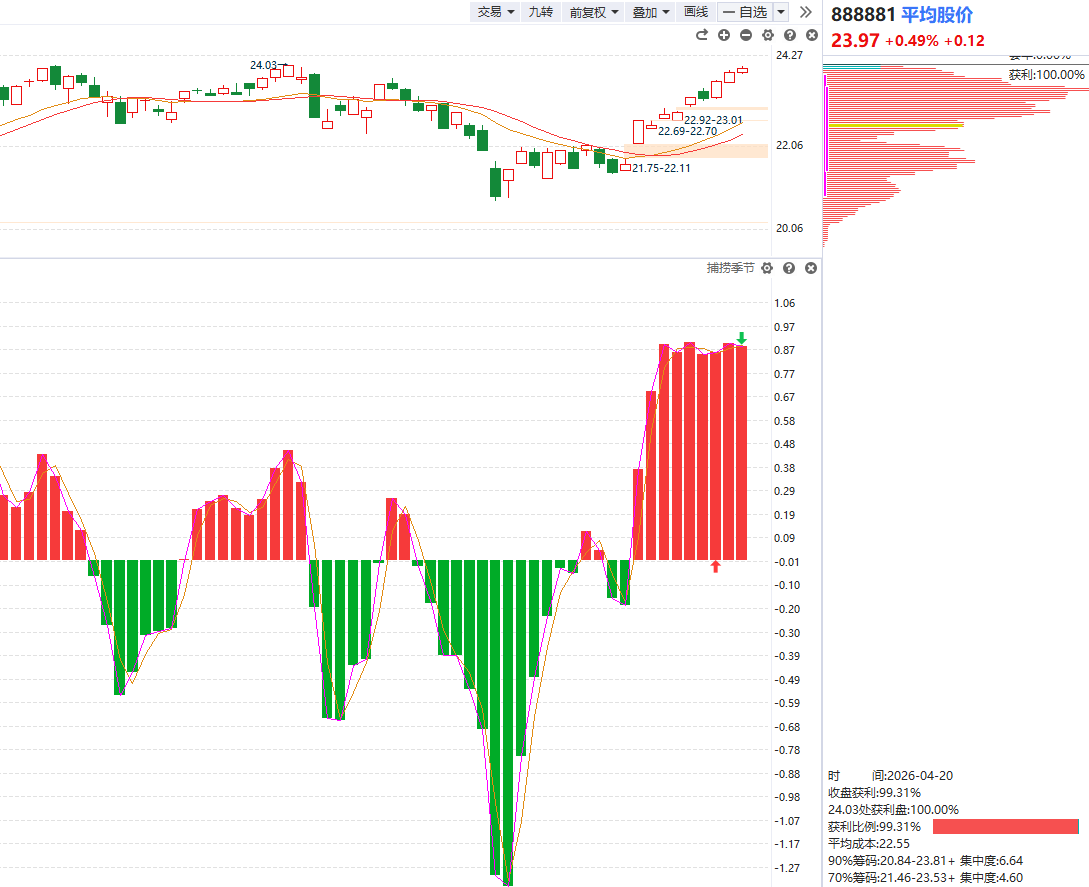 交易 九转 前复权 叠加 画线 一自选
888881 平均股价
23.97 +0.49% +0.12
获利:100.00%
24.27
24.03
22.92-23.01
22.69-22.70
22.06
21.75-22.11
20.06
捕捞季节
1.06
0.97
0.87
0.77
0.67
0.58
0.48
0.38
0.29
0.19
0.09
-0.01
-0.10
-0.20
-0.30
-0.39
-0.49
-0.59
-0.68
-0.78
-0.88
-0.98
-1.07
-1.17
-1.27
时 间:2026-04-20
收盘获利:99.31%
24.03处获利盘:100.00%
获利比例:99.31%
平均成本:22.55
90%筹码:20.84-23.81+ 集中度:6.64
70%筹码:21.46-23.53+ 集中度:4.60